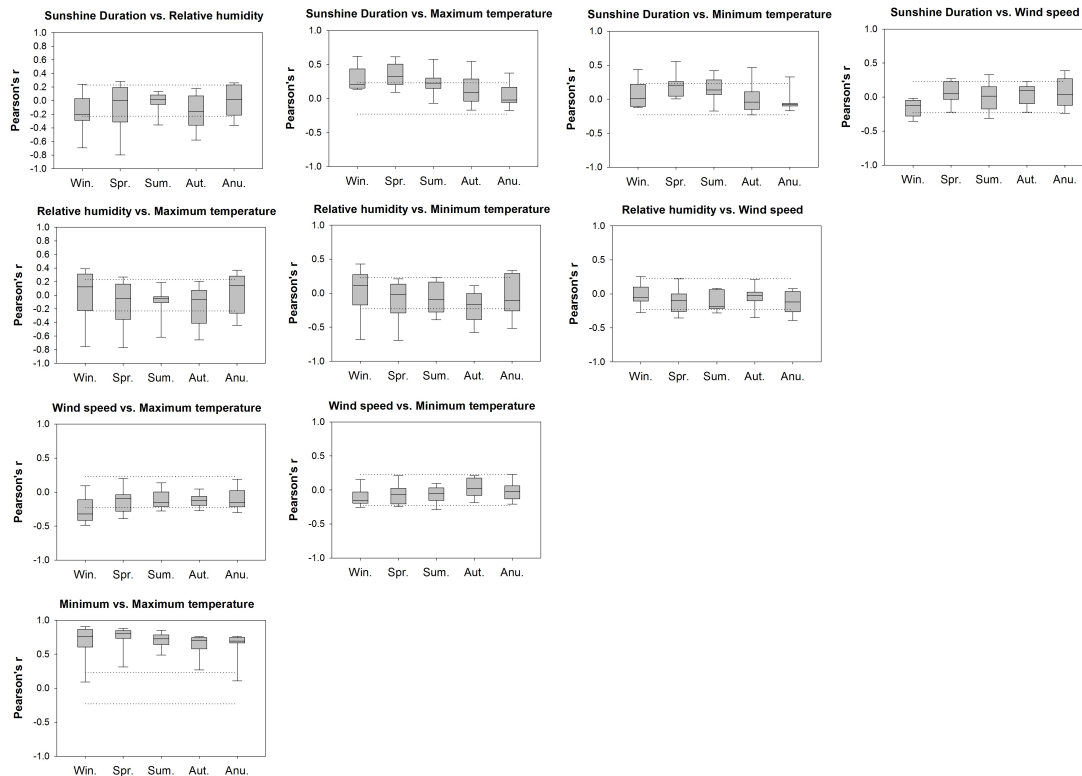 Sunshine Duration vs. Relative humidity
Pearson's r
1.0
0.8
0.6
0.4
0.2
0.0
-0.2
-0.4
-0.6
-0.8
-1.0
Win. Spr. Sum. Aut. Anu.
Sunshine Duration vs. Maximum temperature
Pearson's r
1.0
0.5
0.0
-0.5
-1.0
Win. Spr. Sum. Aut. Anu.
Sunshine Duration vs. Minimum temperature
Pearson's r
1.0
0.5
0.0
-0.5
-1.0
Win. Spr. Sum. Aut. Anu.
Sunshine Duration vs. Wind speed
Pearson's r
1.0
0.5
0.0
-0.5
-1.0
Win. Spr. Sum. Aut. Anu.
Relative humidity vs. Maximum temperature
Pearson's r
1.0
0.8
0.6
0.4
0.2
0.0
-0.2
-0.4
-0.6
-0.8
-1.0
Win. Spr. Sum. Aut. Anu.
Relative humidity vs. Minimum temperature
Pearson's r
1.0
0.5
0.0
-0.5
-1.0
Win. Spr. Sum. Aut. Anu.
Relative humidity vs. Wind speed
Pearson's r
1.0
0.5
0.0
-0.5
-1.0
Win. Spr. Sum. Aut. Anu.
Wind speed vs. Maximum temperature
Pearson's r
1.0
0.5
0.0
-0.5
-1.0
Win. Spr. Sum. Aut. Anu.
Wind speed vs. Minimum temperature
Pearson's r
1.0
0.5
0.0
-0.5
-1.0
Win. Spr. Sum. Aut. Anu.
Minimum vs. Maximum temperature
Pearson's r
1.0
0.5
0.0
-0.5
-1.0
Win. Spr. Sum. Aut. Anu.